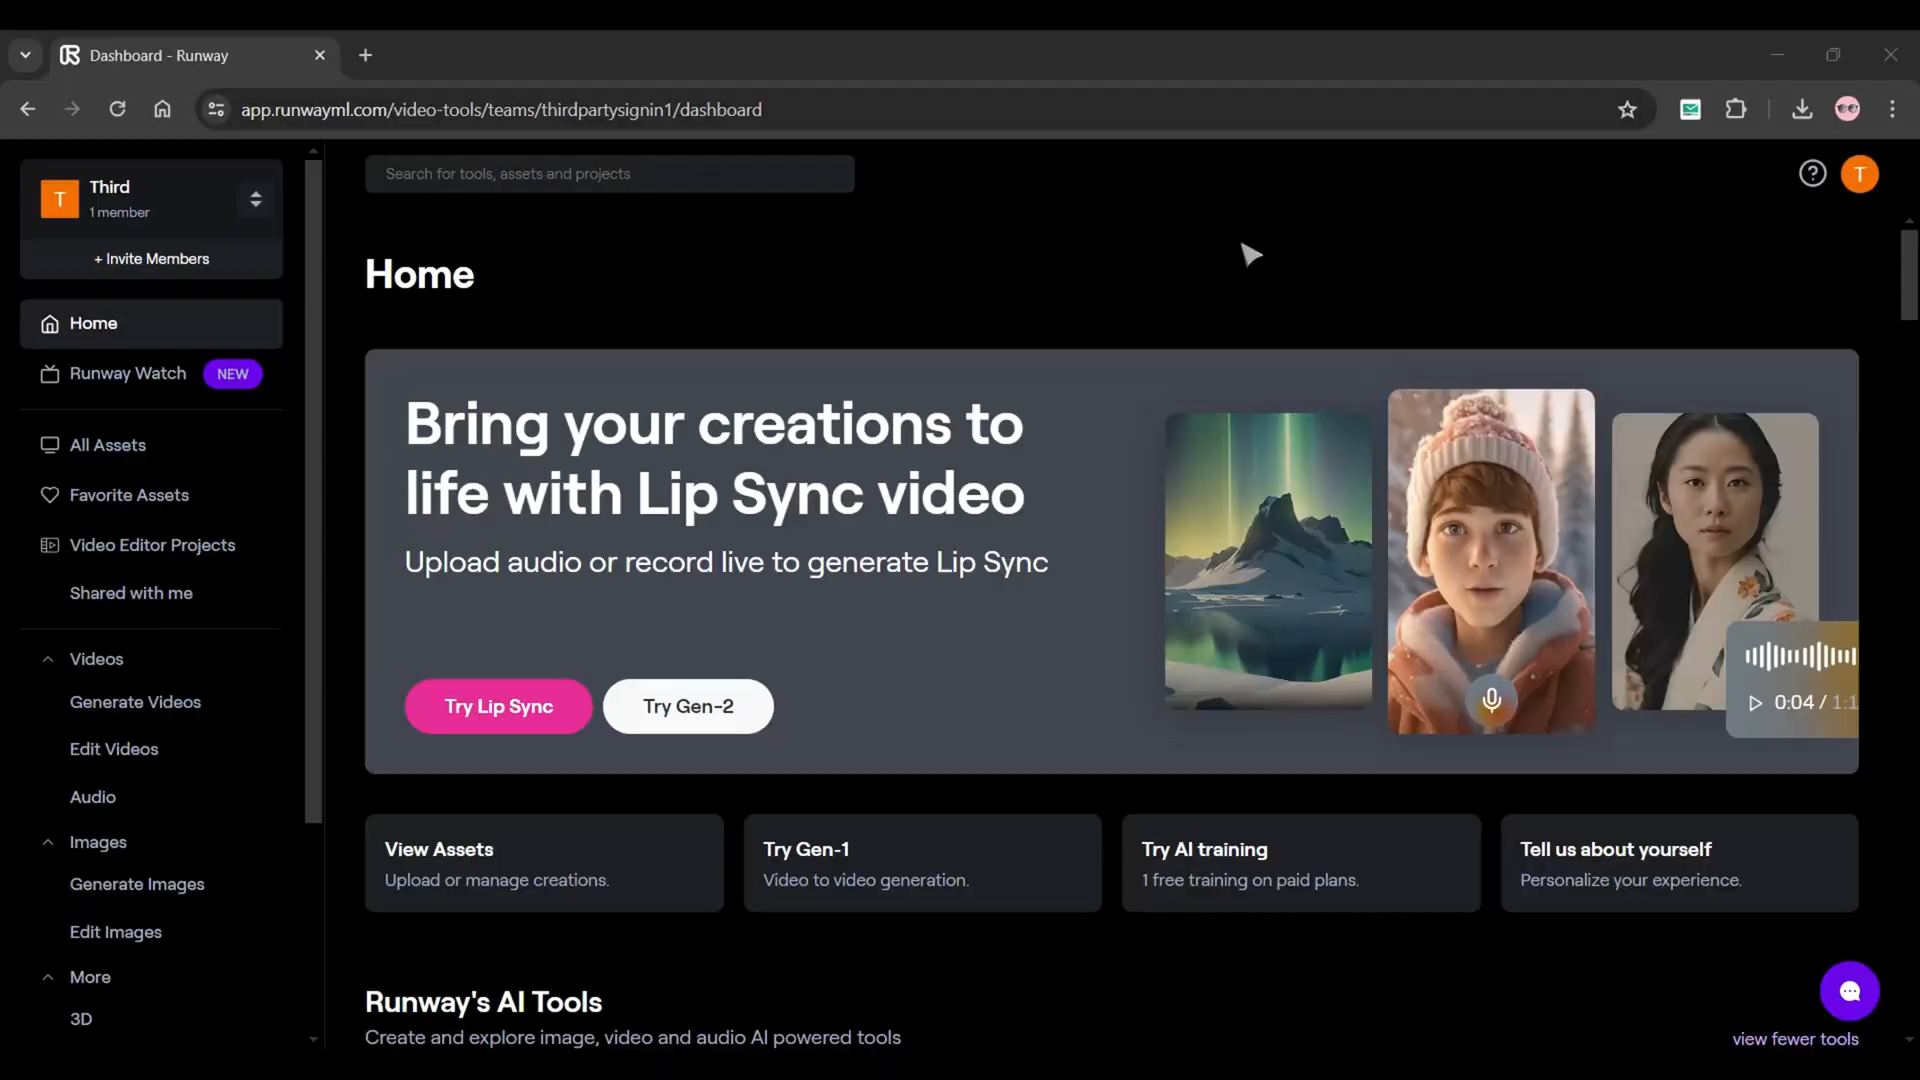 Dashboard - Runway
app.runwayml.com/video-tools/teams/thirdpartysignin1/dashboard
T
Third
1 member
+ Invite Members
Search for tools, assets and projects
T
Home
Home
Runway Watch NEW
All Assets
Favorite Assets
Video Editor Projects
Shared with me
Videos
Generate Videos
Edit Videos
Audio
Images
Generate Images
Edit Images
More
3D
Bring your creations to
life with Lip Sync video
Upload audio or record live to generate Lip Sync
Try Lip Sync
Try Gen-2
0:04 / 1:1
View Assets
Upload or manage creations.
Try Gen-1
Video to video generation.
Try AI training
1 free training on paid plans.
Tell us about yourself
Personalize your experience.
Runway's AI Tools
Create and explore image, video and audio AI powered tools
view fewer tools